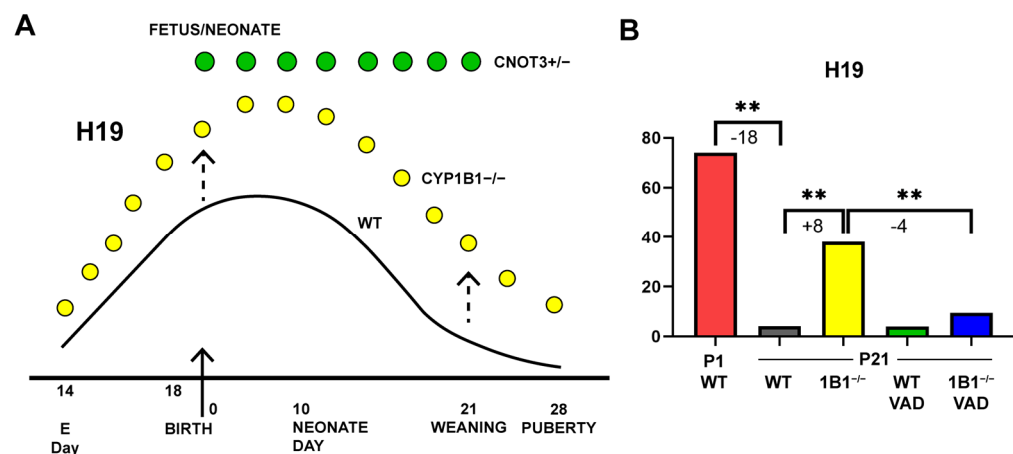 A
FETUS/NEONATE
CNOT3+/−
H19
CYP1B1−/−
WT
14
18
0
10
21
28
E
Day
BIRTH
NEONATE
DAY
WEANING
PUBERTY
B
H19
**
-18
**
+8
**
-4
80
60
40
20
0
P1
WT
P21
WT
1B1−/−
WT
VAD
1B1−/−
VAD